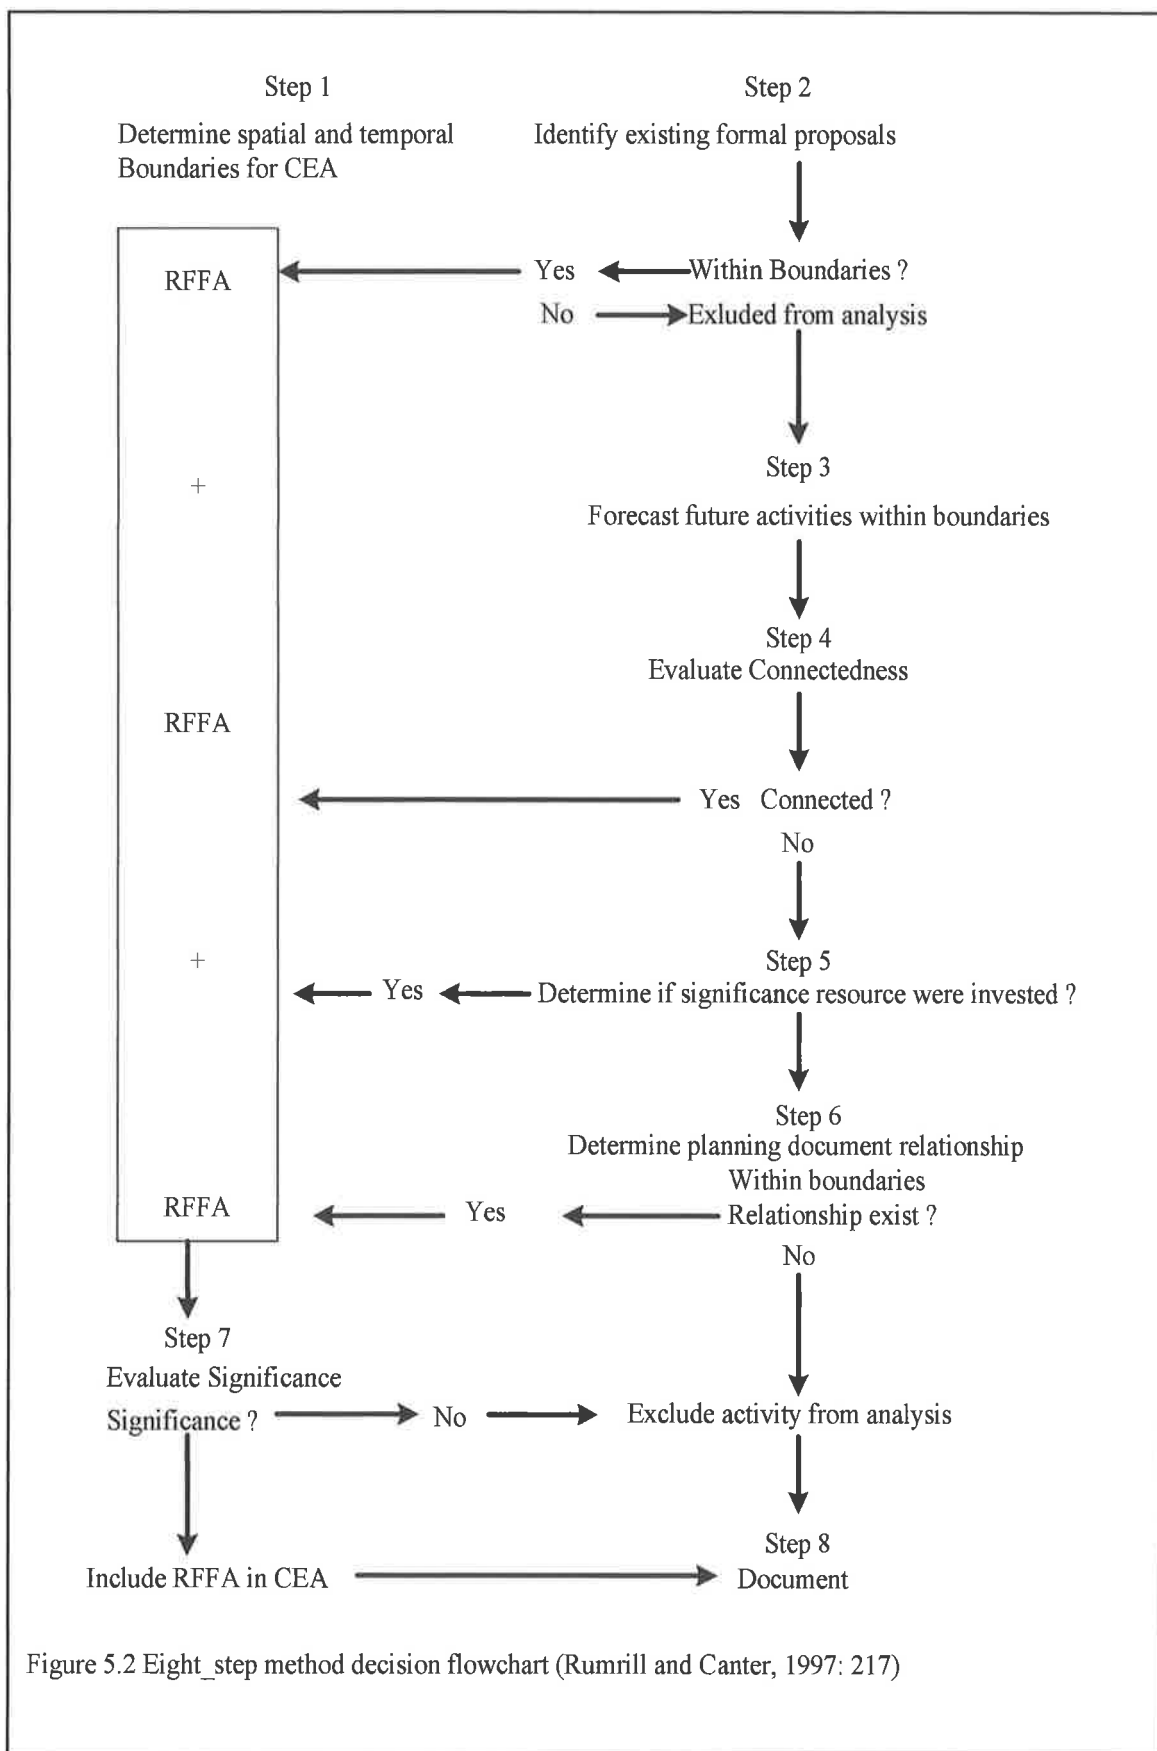 Step 1
Determine spatial and temporal
Boundaries for CEA
Step 2
Identify existing formal proposals
RFFA
Yes
Within Boundaries ?
No
Exluded from analysis
Step 3
+
Forecast future activities within boundaries
Step 4
Evaluate Connectedness
RFFA
Yes Connected ?
No
+
Step 5
Yes
Determine if significance resource were invested ?
Step 6
Determine planning document relationship
Within boundaries
RFFA
Yes
Relationship exist ?
No
Step 7
Evaluate Significance
Significance ?
No
Exclude activity from analysis
Step 8
Include RFFA in CEA
Document
Figure 5.2 Eight_step method decision flowchart (Rumrill and Canter, 1997: 217)